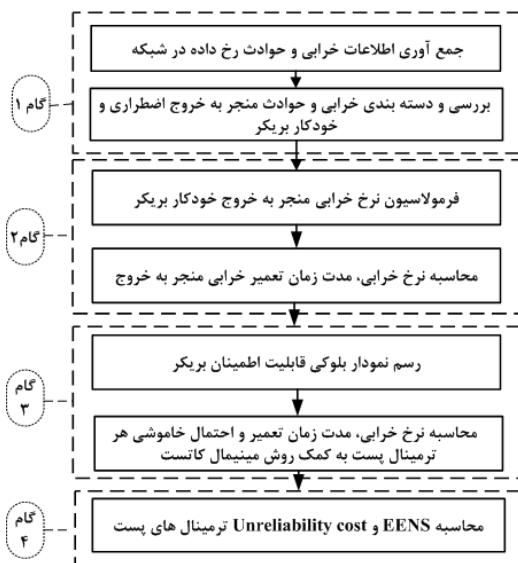 جمع آوری اطلاعات خرابی و حوادث رخ داده در شبکه
گام ۱
بررسی و دسته بندی خرابی و حوادث منجر به خروج اضطراری و
خودکار بریکر
فرمولاسیون نرخ خرابی منجر به خروج خودکار بریکر
گام۲
محاسبه نرخ خرابی، مدت زمان تعمیر خرابی منجر به خروج
رسم نمودار بلوکی قابلیت اطمینان بریکر
گام
۳
محاسبه نرخ خرابی، مدت زمان تعمیر و احتمال خاموشی هر
ترمینال پست به کمک روش مینیمال کاتست
گام
۴
محاسبه EENS و Unreliability cost ترمینال های پست